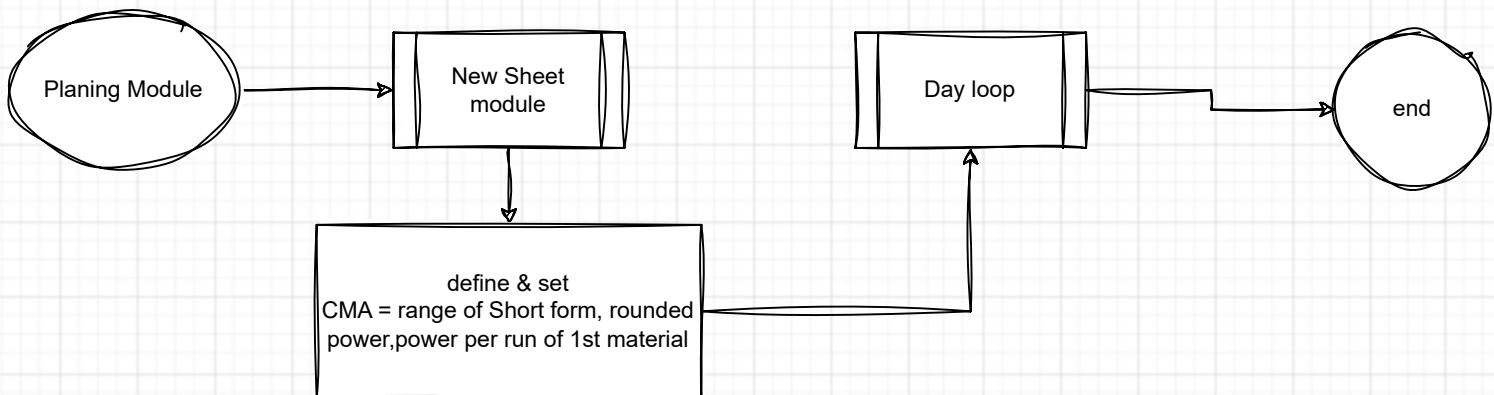 Planing Module
New Sheet
module
define & set
CMA = range of Short form, rounded
power,power per run of 1st material
Day loop
end